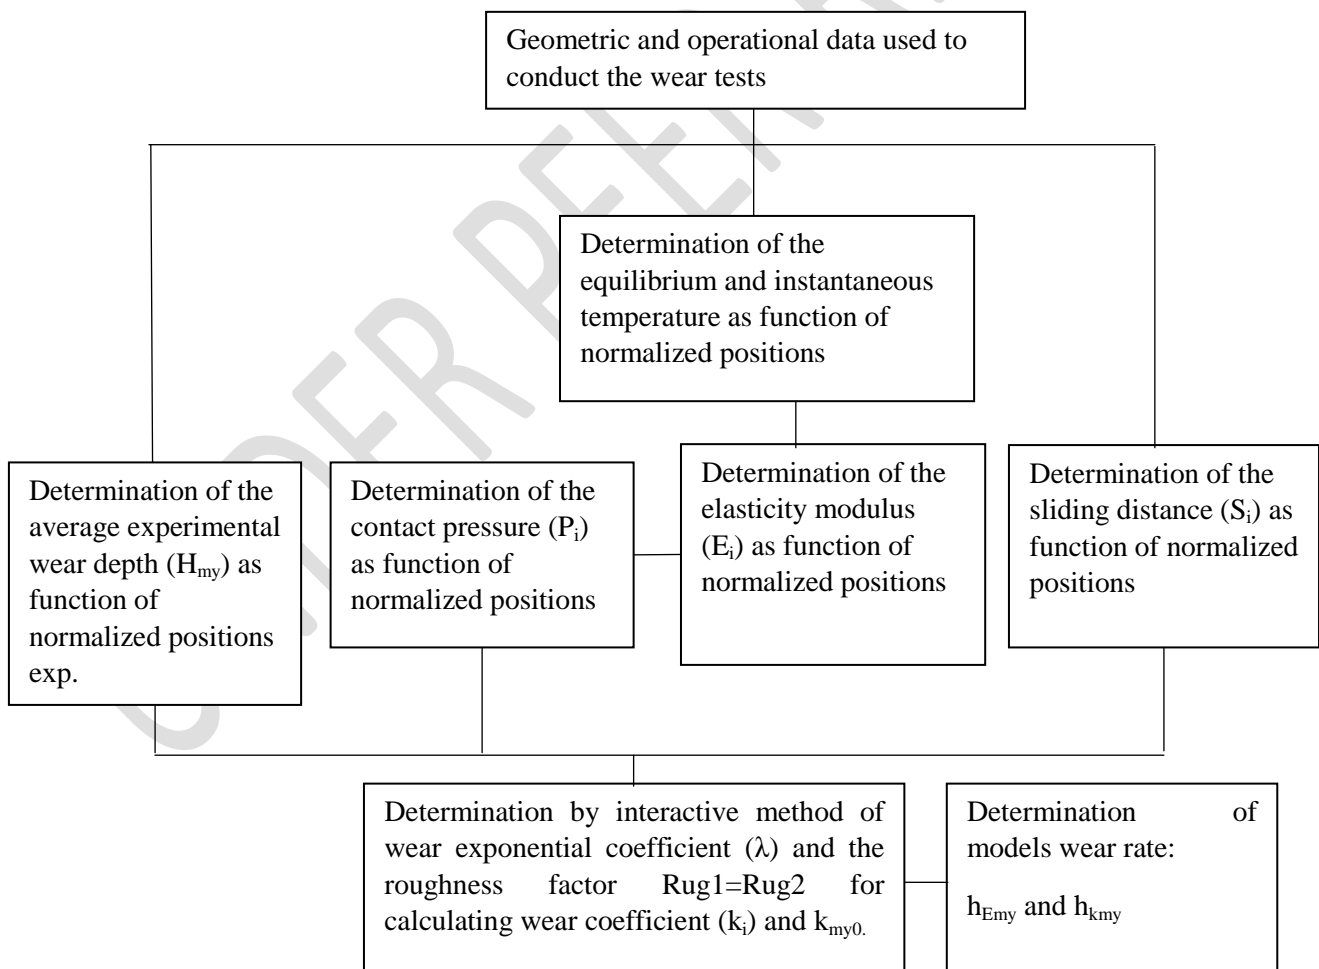 Geometric and operational data used to
conduct the wear tests
Determination of the
equilibrium and instantaneous
temperature as function of
normalized positions
Determination of the
average experimental
wear depth (Hmy) as
function of
normalized positions
exp.
Determination of the
contact pressure (Pi)
as function of
normalized positions
Determination of the
elasticity modulus
(Ei) as function of
normalized positions
Determination of the
sliding distance (Si) as
function of normalized
positions
Determination by interactive method of
wear exponential coefficient (λ) and the
roughness factor Rug1=Rug2 for
calculating wear coefficient (ki) and kmy0.
Determination of
models wear rate:
hEmy and hkmy